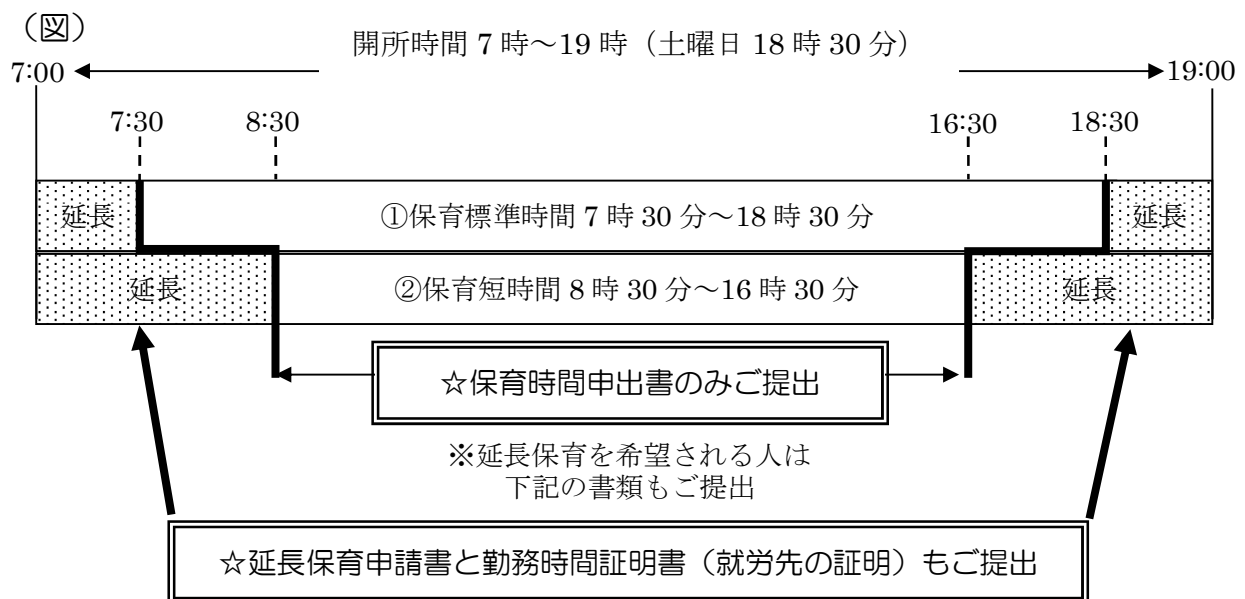 （図）
開所時間 7 時～19 時（土曜日 18 時 30 分）
7:00
19:00
7:30
8:30
16:30
18:30
延長
①保育標準時間 7 時 30 分～18 時 30 分
延長
延長
②保育短時間 8 時 30 分～16 時 30 分
延長
☆保育時間申出書のみご提出
※延長保育を希望される人は
下記の書類もご提出
☆延長保育申請書と勤務時間証明書（就労先の証明）もご提出